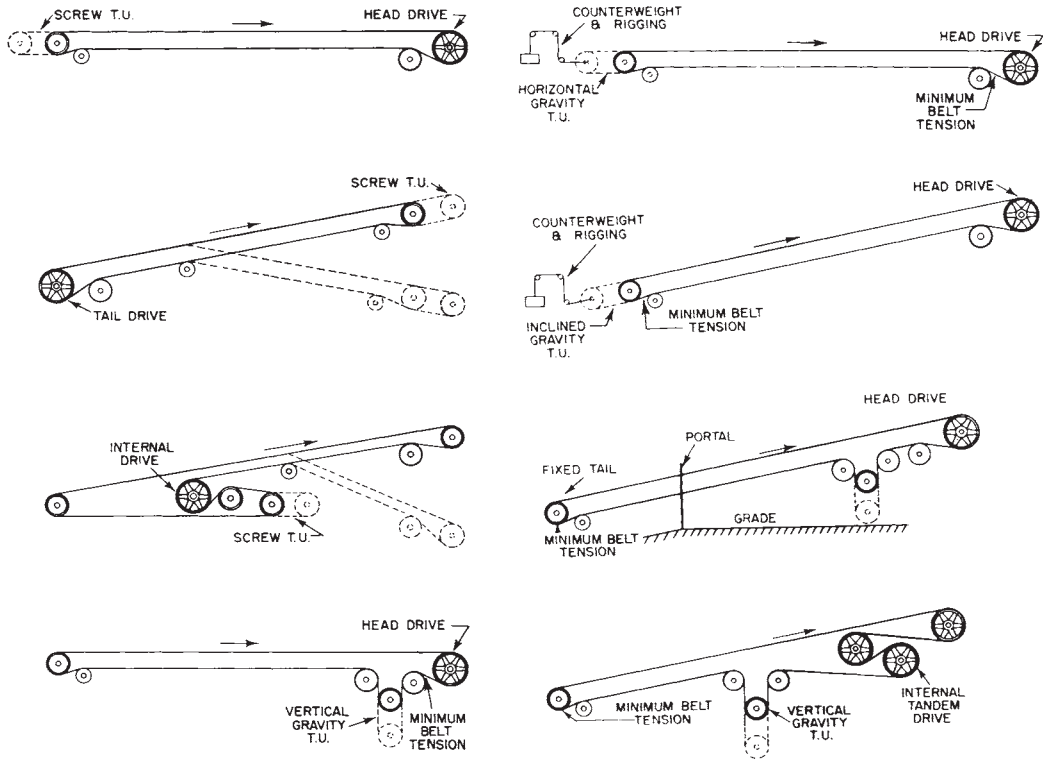 SCREW T.U.
HEAD DRIVE
COUNTERWEIGHT
& RIGGING
HEAD DRIVE
HORIZONTAL
GRAVITY
T.U.
MINIMUM
BELT
TENSION
SCREW T.U.
TAIL DRIVE
HEAD DRIVE
COUNTERWEIGHT
& RIGGING
INCLINED
GRAVITY
T.U.
MINIMUM BELT
TENSION
INTERNAL
DRIVE
SCREW T.U.
HEAD DRIVE
PORTAL
FIXED TAIL
GRADE
MINIMUM BELT
TENSION
HEAD DRIVE
VERTICAL
GRAVITY
T.U.
MINIMUM
BELT
TENSION
MINIMUM BELT
TENSION
VERTICAL
GRAVITY
T.U.
INTERNAL
TANDEM
DRIVE